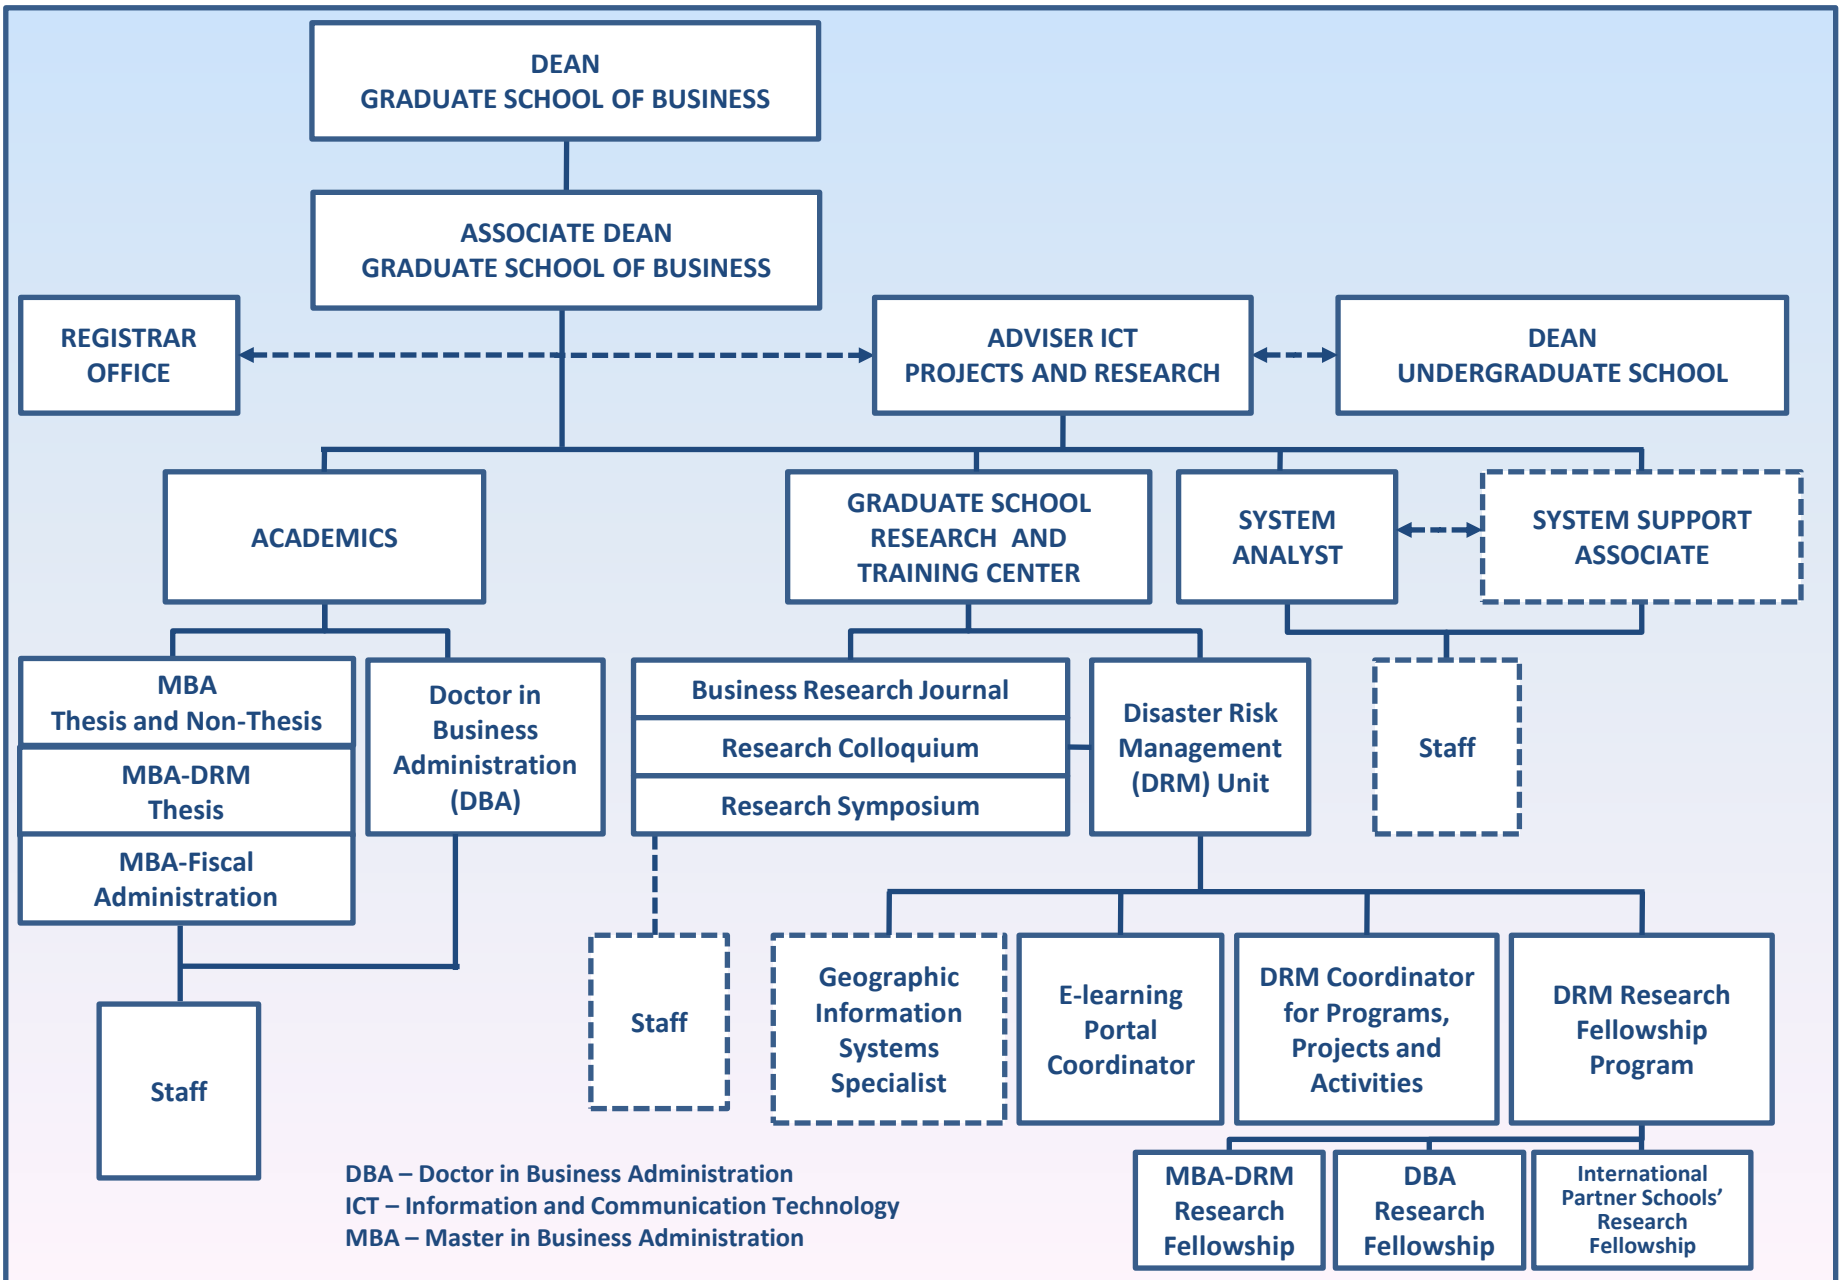 DEAN
GRADUATE SCHOOL OF BUSINESS
ASSOCIATE DEAN
GRADUATE SCHOOL OF BUSINESS
REGISTRAR
OFFICE
ADVISER ICT
PROJECTS AND RESEARCH
DEAN
UNDERGRADUATE SCHOOL
ACADEMICS
GRADUATE SCHOOL
RESEARCH AND
TRAINING CENTER
SYSTEM
ANALYST
SYSTEM SUPPORT
ASSOCIATE
MBA
Thesis and Non-Thesis
MBA-DRM
Thesis
MBA-Fiscal
Administration
Doctor in
Business
Administration
(DBA)
Business Research Journal
Research Colloquium
Research Symposium
Disaster Risk
Management
(DRM) Unit
Staff
Staff
Staff
Geographic
Information
Systems
Specialist
E-learning
Portal
Coordinator
DRM Coordinator
for Programs,
Projects and
Activities
DRM Research
Fellowship
Program
MBA-DRM
Research
Fellowship
DBA
Research
Fellowship
International
Partner Schools’
Research
Fellowship
DBA – Doctor in Business Administration
ICT – Information and Communication Technology
MBA – Master in Business Administration